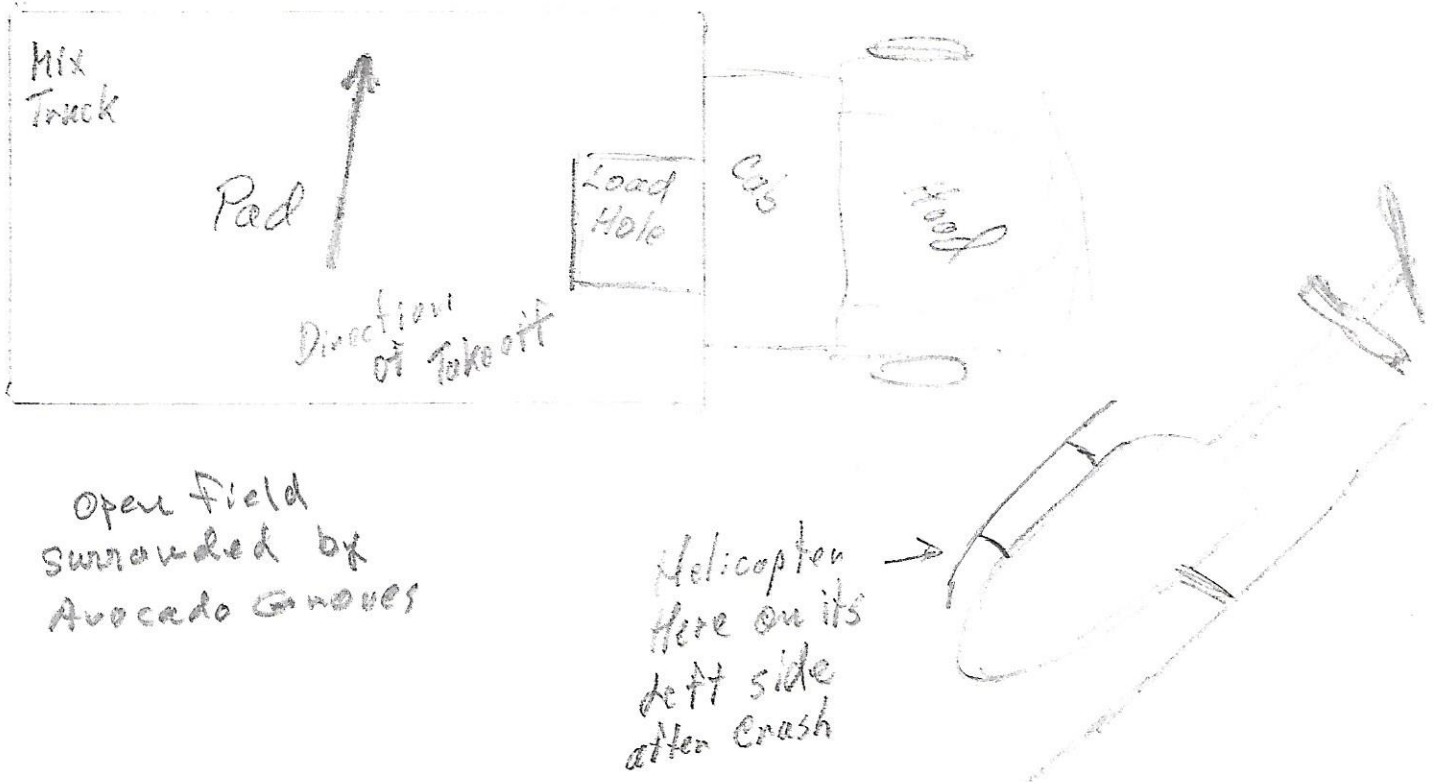 Mix
Truck
Pad
Direction
of Takeoff
Load
Hole
Cab
Hood
Open Field
surrounded by
Avocado Groves
Helicopter
Here on its
Left side
after Crash